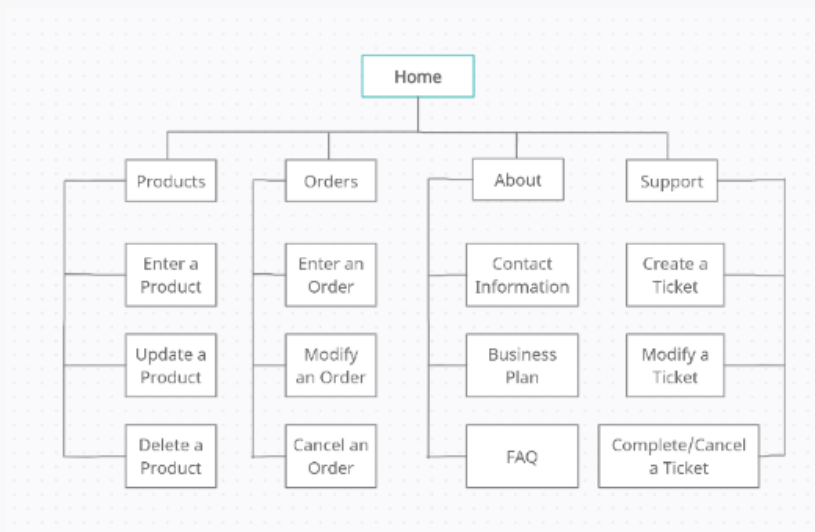 Home
Products
Orders
About
Support
Enter a
Product
Enter an
Order
Contact
Information
Create a
Ticket
Update a
Product
Modify
an Order
Business
Plan
Modify a
Ticket
Delete a
Product
Cancel an
Order
FAQ
Complete/Cancel
a Ticket